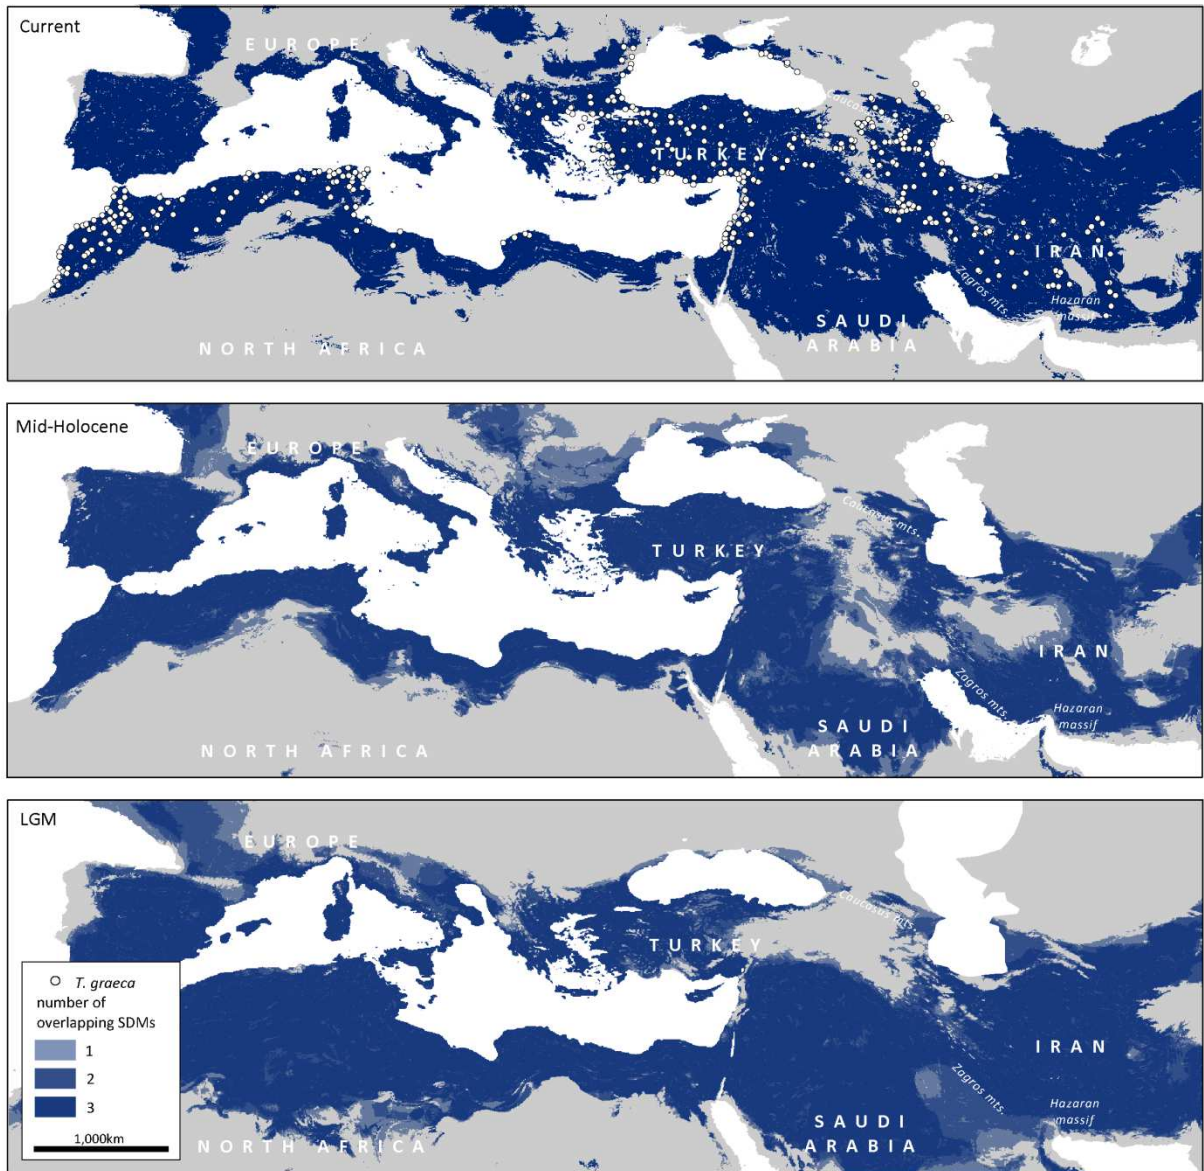 Current
EUROPE
Caucasus
TURKEY
IRAN
Zagros mts.
Hazaran
massif
SAUDI
ARABIA
NORTH AFRICA
Mid-Holocene
EUROPE
Caucasus mts.
TURKEY
IRAN
Zagros mts.
Hazaran
massif
SAUDI
ARABIA
NORTH AFRICA
LGM
EUROPE
Caucasus mts.
TURKEY
IRAN
Zagros mts.
Hazaran
massif
SAUDI
ARABIA
NORTH AFRICA
T. graeca
number of
overlapping SDMs
1
2
3
1,000km